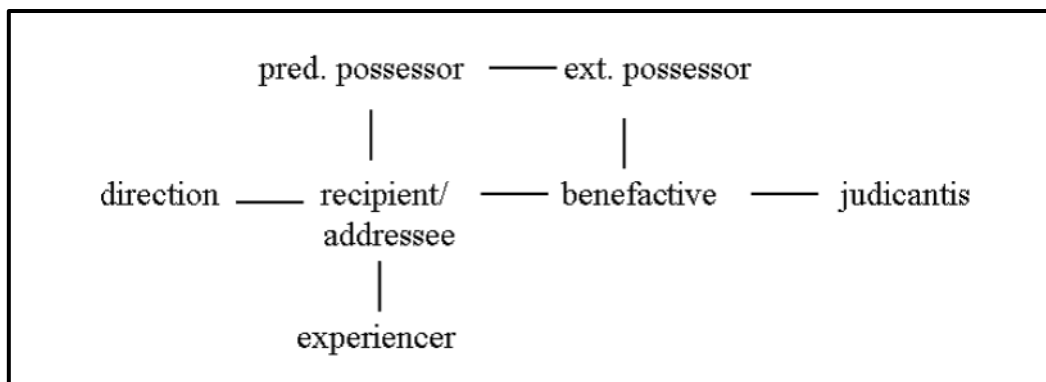 pred. possessor ext. possessor
direction recipient/ benefactive judicantis
addressee
experiencer